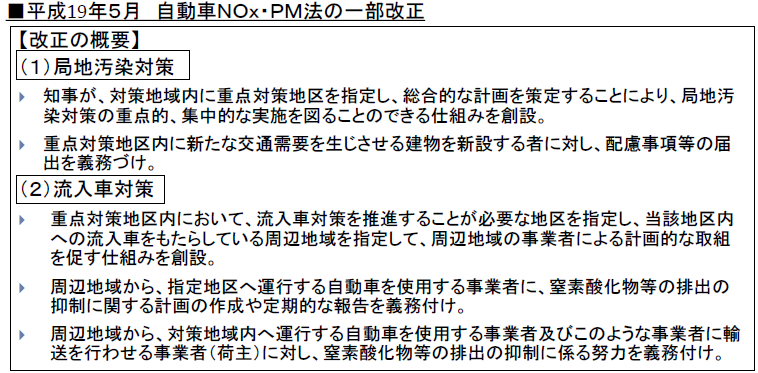 ■平成19年5月　自動車NOx・PM法の一部改正
【改正の概要】
（1）局地汚染対策
知事が、対策地域内に重点対策地区を指定し、総合的な計画を策定することにより、局地汚
染対策の重点的、集中的な実施を図ることのできる仕組みを創設。
重点対策地区内に新たな交通需要を生じさせる建物を新設する者に対し、配慮事項等の届
出を義務づけ。
（2）流入車対策
重点対策地区内において、流入車対策を推進することが必要な地区を指定し、当該地区内
への流入車をもたらしている周辺地域を指定して、周辺地域の事業者による計画的な取組
を促す仕組みを創設。
周辺地域から、指定地区へ運行する自動車を使用する事業者に、窒素酸化物等の排出の
抑制に関する計画の作成や定期的な報告を義務付け。
周辺地域から、対策地域内へ運行する自動車を使用する事業者及びこのような事業者に輸
送を行わせる事業者（荷主）に対し、窒素酸化物等の排出の抑制に係る努力を義務付け。